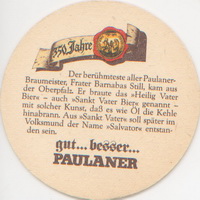 350 Jahre
Der berühmteste aller Paulaner-
Braumeister, Frater Barnabas Still, kam aus
der Oberpfalz. Er braute das »Heilig Vater
Bier« – auch »Sankt Vater Bier« genannt –
mit solcher Kunst, daß es wie Öl die Kehle
hinabrann. Aus »Sankt Vater« soll später im
Volksmund der Name »Salvator« entstan-
den sein.
gut... besser...
PAULANER